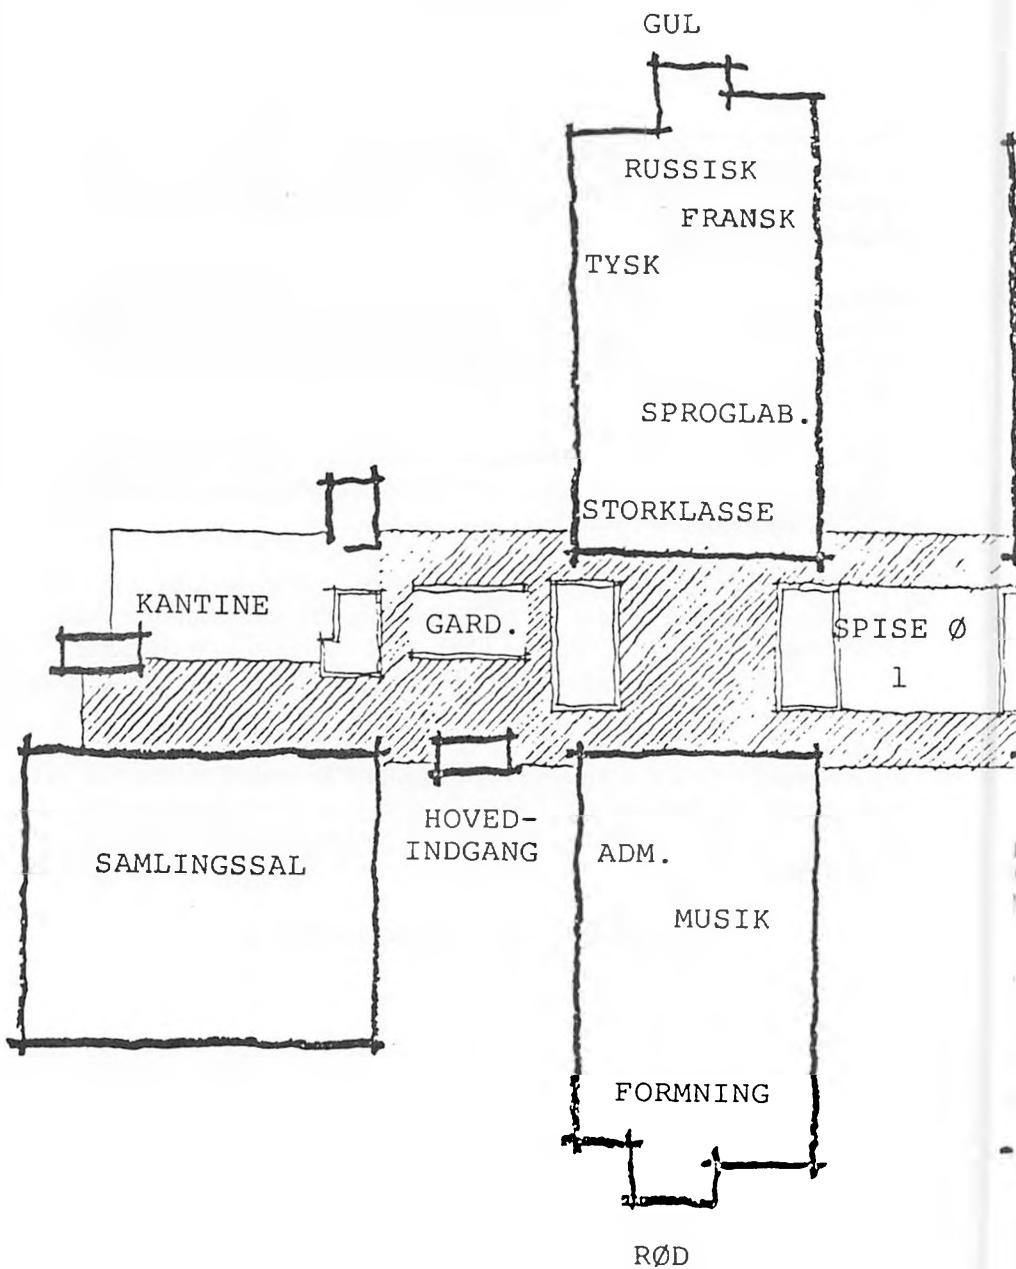 GUL
RUSSISK
FRANSK
TYSK
SPROGLAB.
STORKLASSE
KANTINE
GARD.
SPISE Ø
1
HOVED-
INDGANG
SAMLINGSSAL
ADM.
MUSIK
FORMNING
RØD